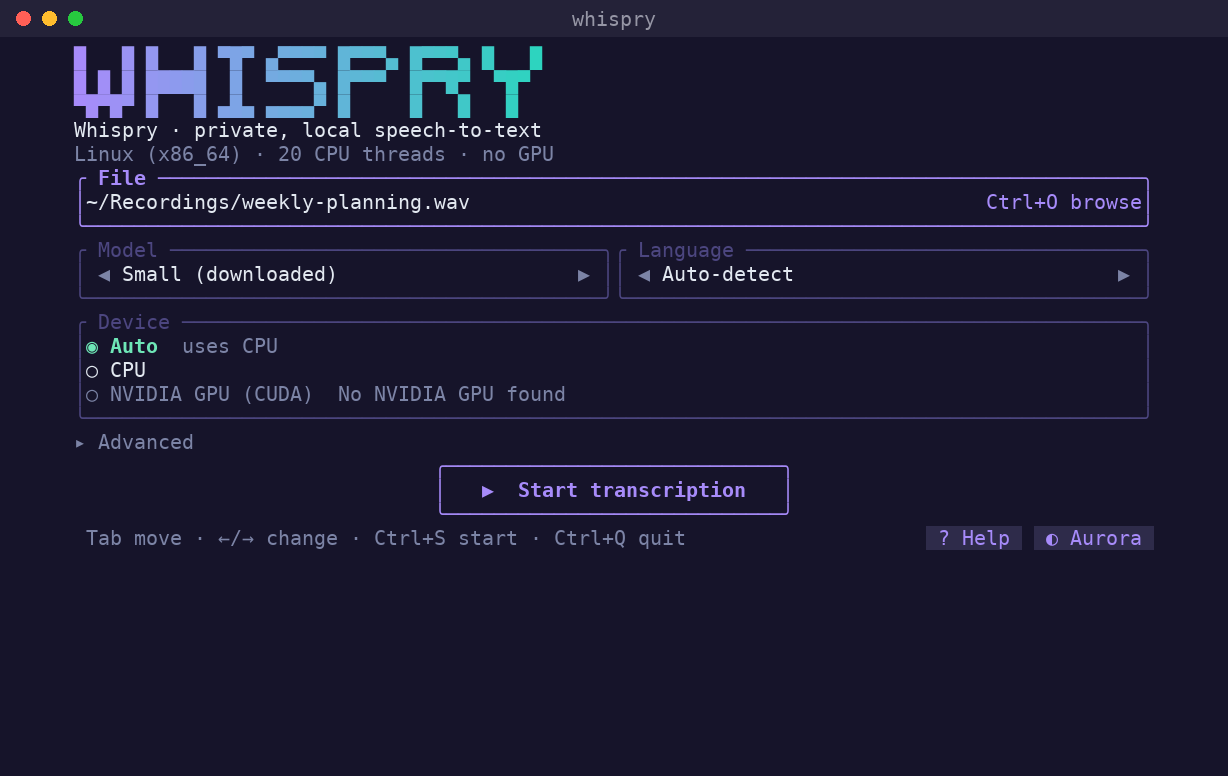 whispry
WHISPRY
Whispry · private, local speech-to-text
Linux (x86_64) · 20 CPU threads · no GPU
File
~/Recordings/weekly-planning.wav Ctrl+O browse
Model Language
◀ Small (downloaded) ▶ ◀ Auto-detect ▶
Device
◉ Auto uses CPU
○ CPU
○ NVIDIA GPU (CUDA) No NVIDIA GPU found
▸ Advanced
▶ Start transcription
Tab move · ←/→ change · Ctrl+S start · Ctrl+Q quit ? Help ◐ Aurora